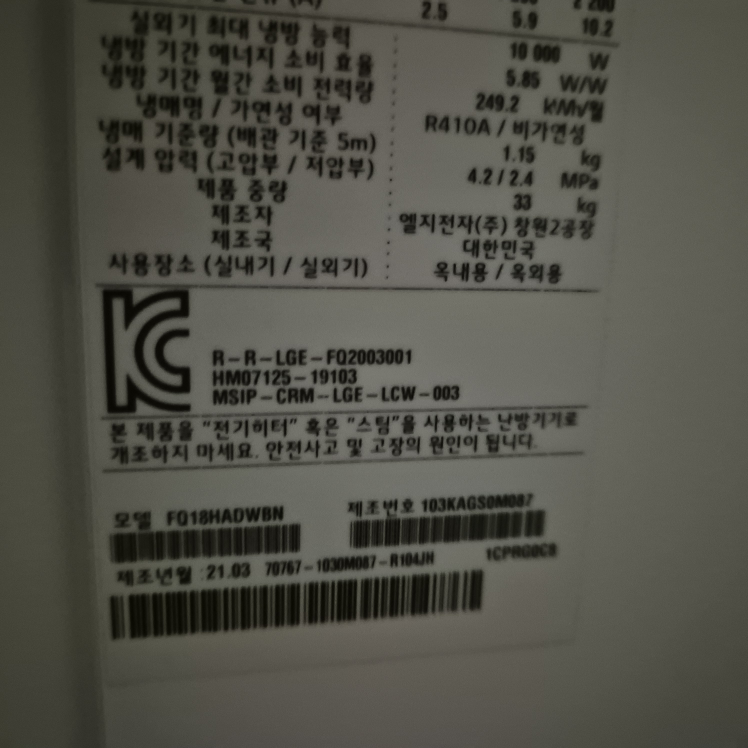 (A) 2.5 5.9 10.2
실외기 최대 냉방 능력 10 000 W
냉방 기간 에너지 소비 효율 : 5.85 W/W
냉방 기간 월간 소비 전력량 : 249.2 kWh/월
냉매명 / 가연성 여부 : R410A / 비가연성
냉매 기준량 (배관 기준 5m) : 1.15 kg
설계 압력 (고압부 / 저압부) : 4.2 / 2.4 MPa
제품 중량 : 33 kg
제조자 : 엘지전자(주) 창원2공장
제조국 : 대한민국
사용장소 (실내기 / 실외기) : 옥내용 / 옥외용
R-R-LGE-FQ2003001
HM07125-19103
MSIP-CRM-LGE-LCW-003
본 제품을 "전기히터" 혹은 "스팀"을 사용하는 난방기기로
개조하지 마세요. 안전사고 및 고장의 원인이 됩니다.
모델 FQ18HADWBN 제조번호 103KAGS0M087
제조년월 : 21.03 70767-1030M087-R104JH 1CPRG0C8